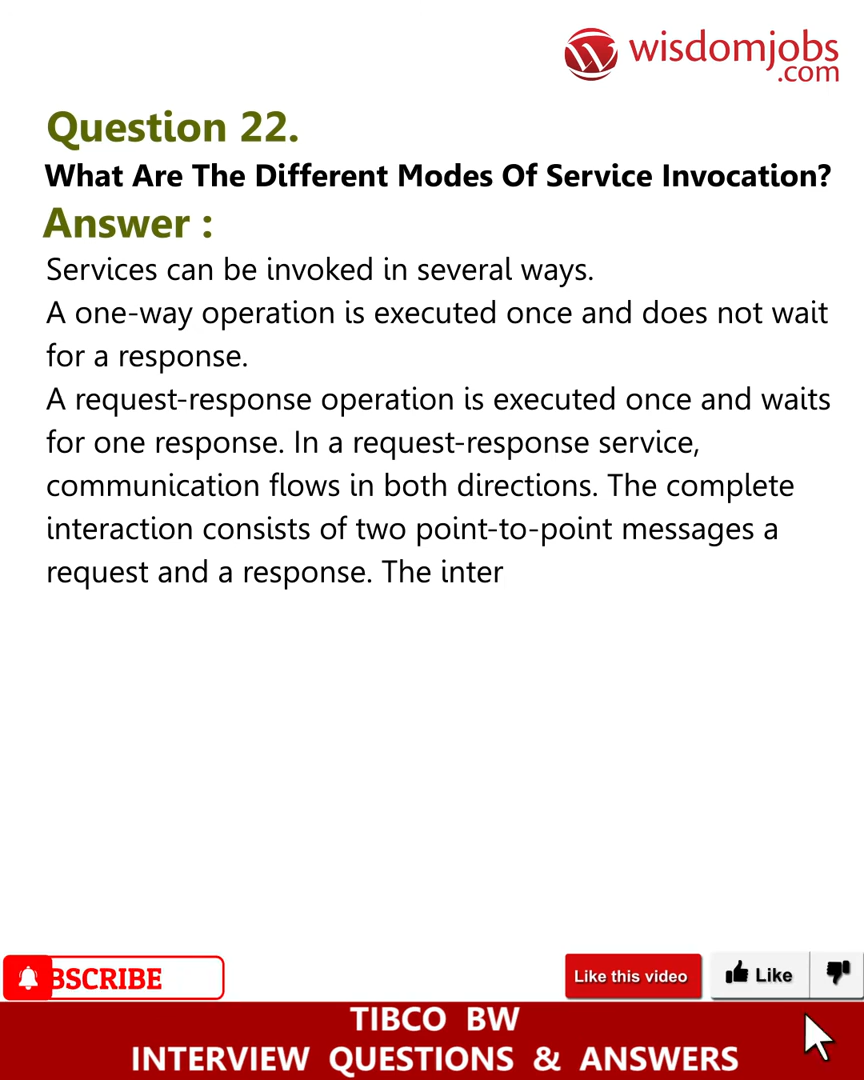 wisdomjobs
.com
Question 22.
What Are The Different Modes Of Service Invocation?
Answer :
Services can be invoked in several ways.
A one-way operation is executed once and does not wait
for a response.
A request-response operation is executed once and waits
for one response. In a request-response service,
communication flows in both directions. The complete
interaction consists of two point-to-point messages a
request and a response. The inter
BSCRIBE
Like this video
Like
TIBCO BW
INTERVIEW QUESTIONS & ANSWERS